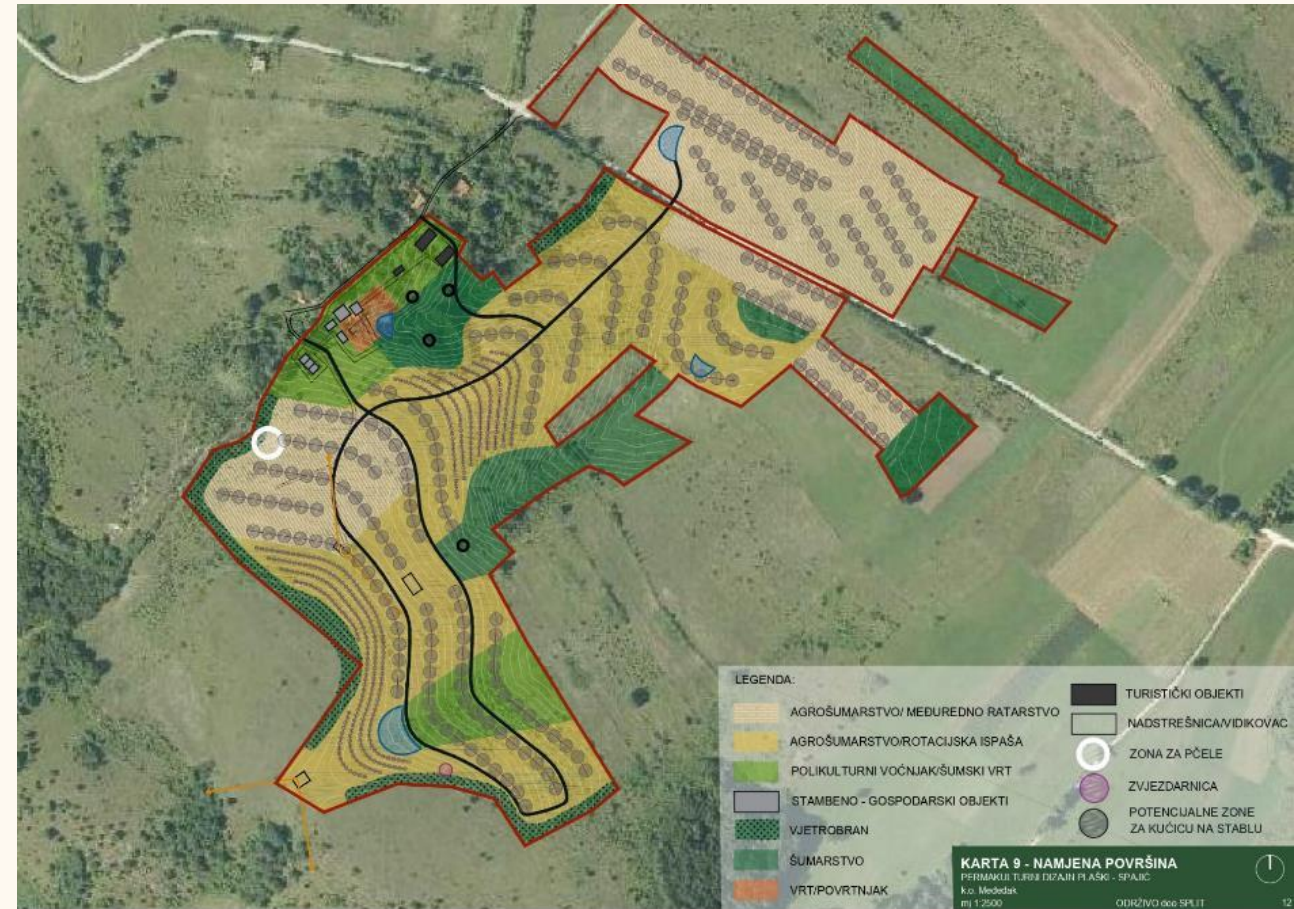 LEGENDA:
AGROŠUMARSTVO/ MEĐUREDNO RATARSTVO
AGROŠUMARSTVO/ROTACIJSKA ISPAŠA
POLIKULTURNI VOĆNJAK/ŠUMSKI VRT
STAMBENO - GOSPODARSKI OBJEKTI
VJETROBRAN
ŠUMARSTVO
VRT/POVRTNJAK
TURISTIČKI OBJEKTI
NADSTREŠNICA/VIDIKOVAC
ZONA ZA PČELE
ZVJEZDARNICA
POTENCIJALNE ZONE
ZA KUĆICU NA STABLU
KARTA 9 - NAMJENA POVRŠINA
PERMAKULTURNI DIZAJN PLAŠKI - SPAJIĆ
k.o. Međeđak
mj 1:2500
ODRŽIVO doo SPLIT
12